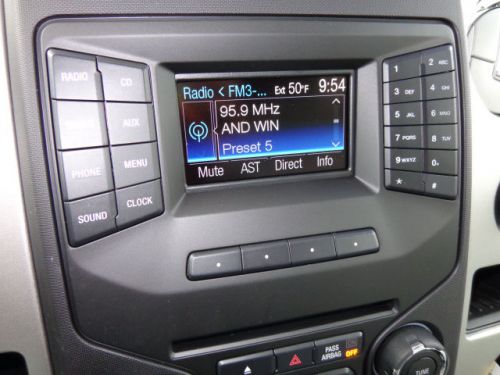 RADIO
CD
AUX
PHONE
MENU
SOUND
CLOCK
Radio < FM3-... Ext 50°F 9:54
95.9 MHz
AND WIN
Preset 5
Mute AST Direct Info
1 2 ABC
3 DEF 4 GHI
5 JKL 6 MNO
7 PQRS 8 TUV
9 WXYZ 0
* #
PASS AIRBAG OFF
TUNE